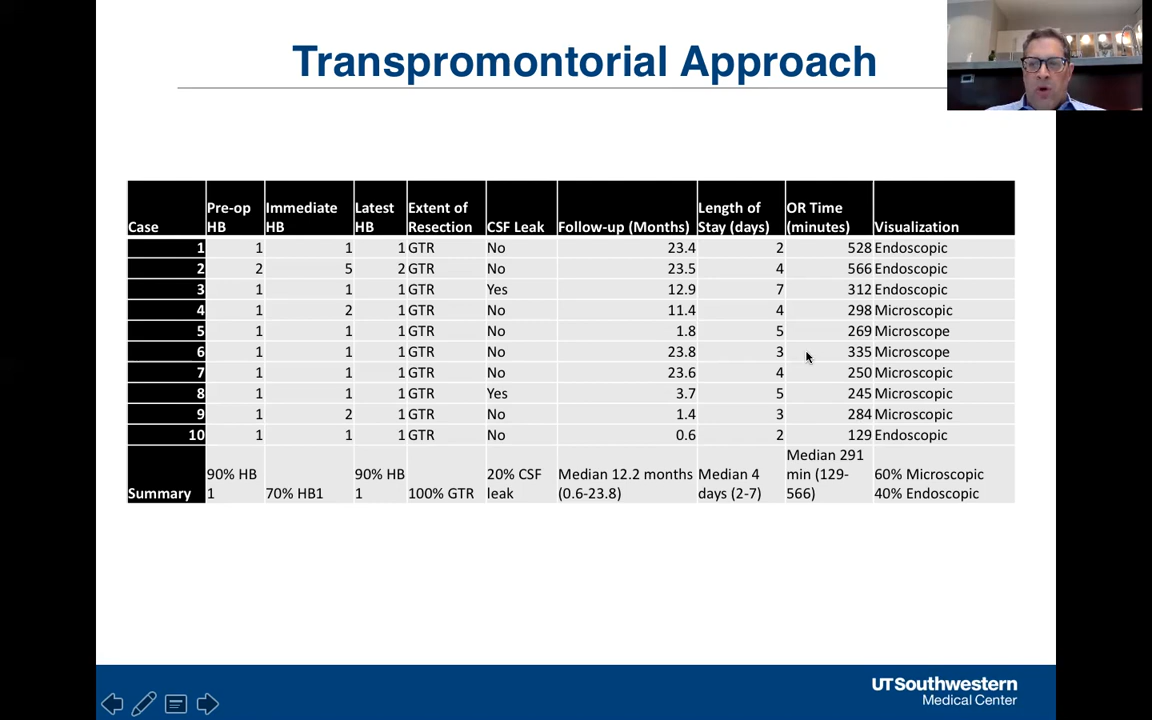 Transpromontorial Approach
Case Pre-op HB Immediate HB Latest HB Extent of Resection CSF Leak Follow-up (Months) Length of Stay (days) OR Time (minutes) Visualization
1 1 1 1 GTR No 23.4 2 528 Endoscopic
2 2 5 2 GTR No 23.5 4 566 Endoscopic
3 1 1 1 GTR Yes 12.9 7 312 Endoscopic
4 1 2 1 GTR No 11.4 4 298 Microscopic
5 1 1 1 GTR No 1.8 5 269 Microscope
6 1 1 1 GTR No 23.8 3 335 Microscope
7 1 1 1 GTR No 23.6 4 250 Microscopic
8 1 1 1 GTR Yes 3.7 5 245 Microscopic
9 1 2 1 GTR No 1.4 3 284 Microscopic
10 1 1 1 GTR No 0.6 2 129 Endoscopic
Summary 90% HB 1 70% HB1 90% HB 1 100% GTR 20% CSF leak Median 12.2 months (0.6-23.8) Median 4 days (2-7) Median 291 min (129-566) 60% Microscopic 40% Endoscopic
UTSouthwestern
Medical Center